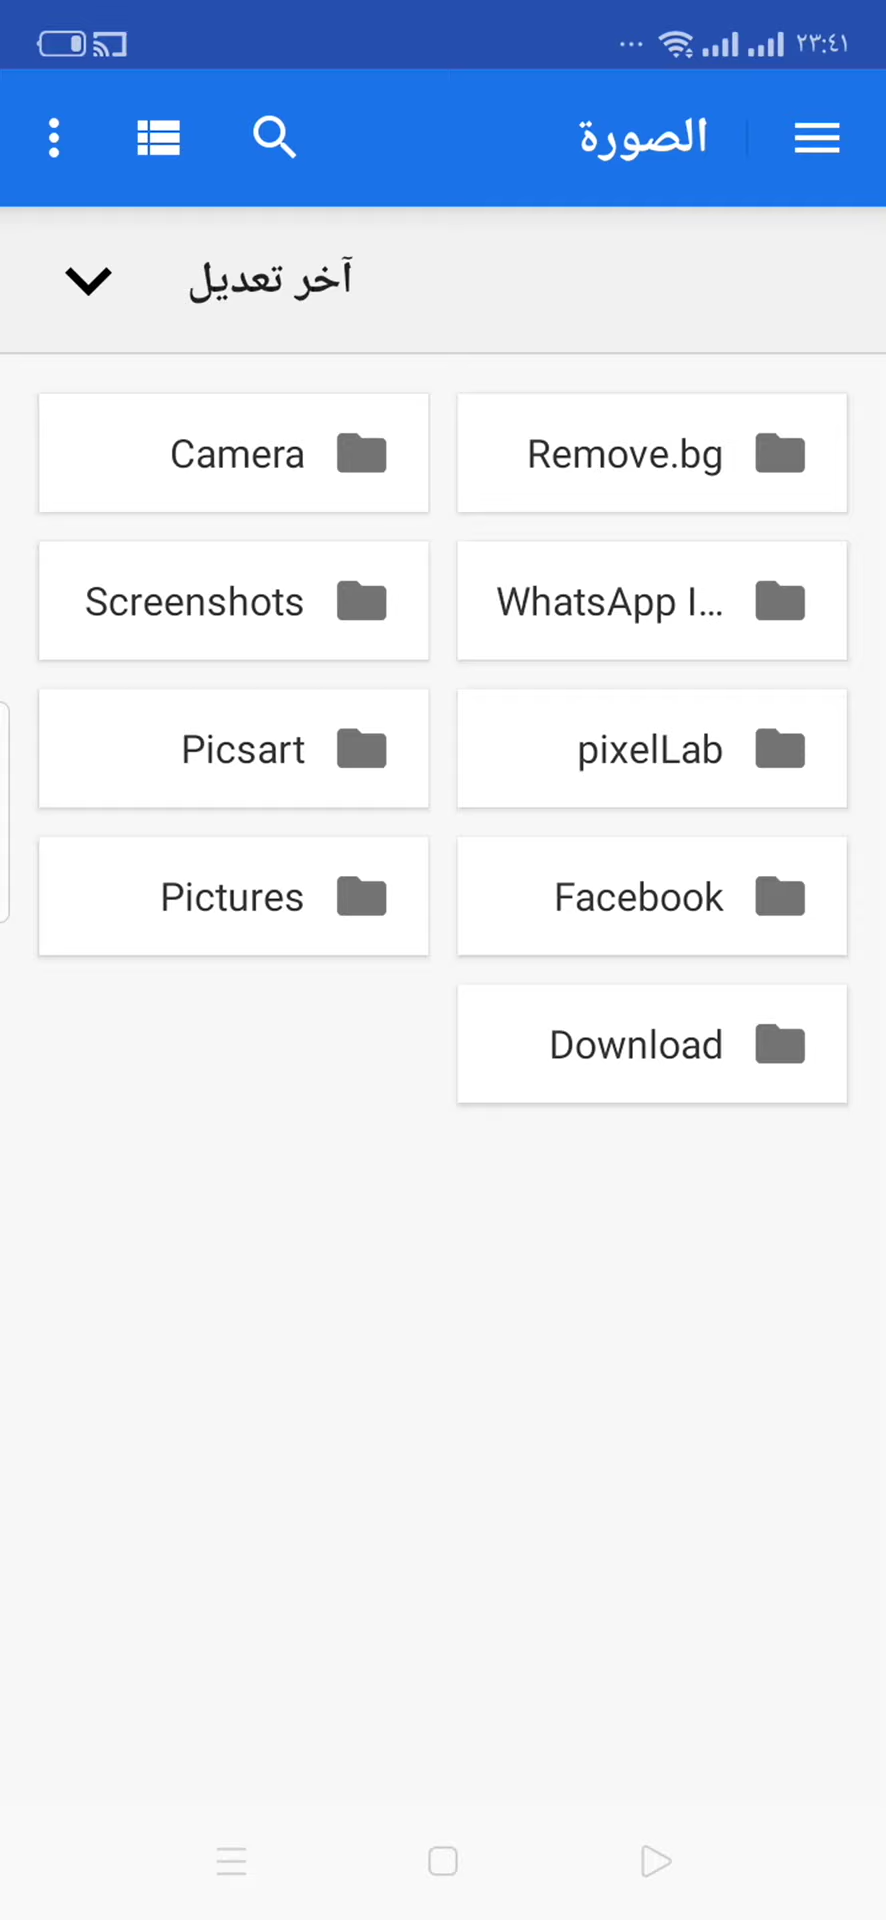 ٢٣:٤١
الصورة
آخر تعديل
Remove.bg
Camera
WhatsApp I...
Screenshots
pixelLab
Picsart
Facebook
Pictures
Download